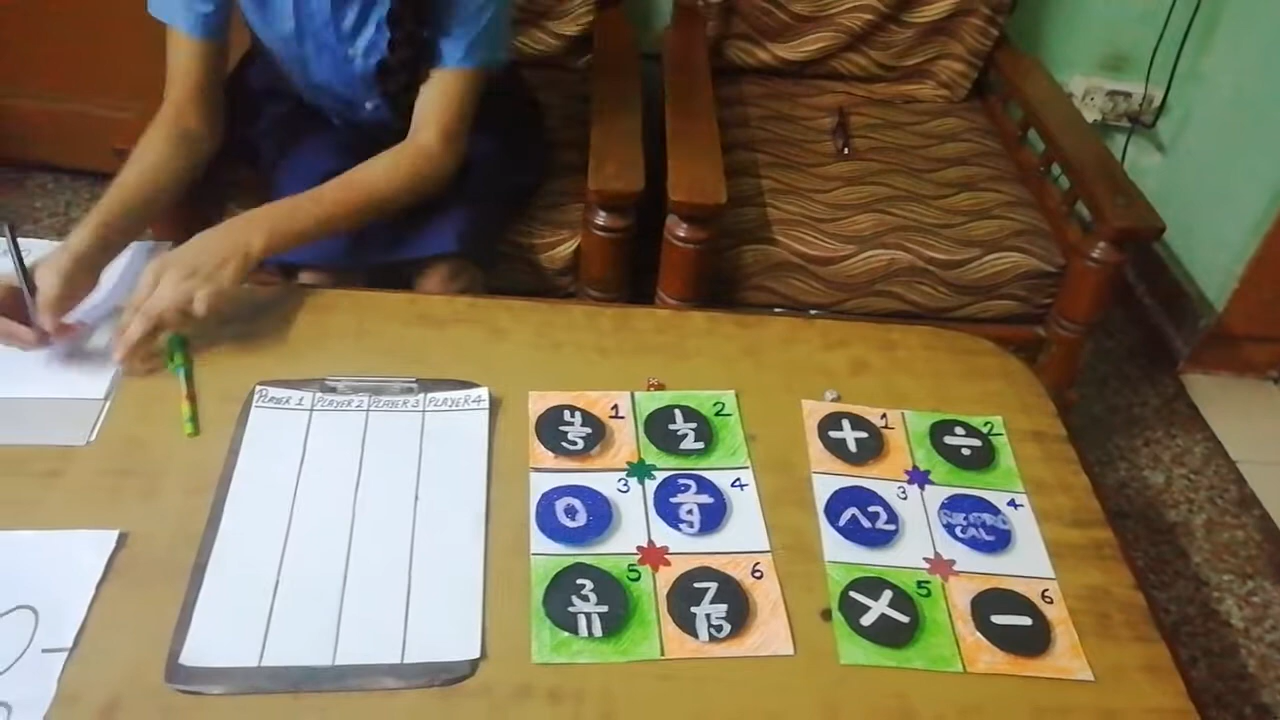 PLAYER 1 PLAYER 2 PLAYER 3 PLAYER 4
4/5 1 1/2 2
0 3 2/9 4
3/11 5 7/15 6
+ 1 ÷ 2
^2 3 RECIPRO 4
CAL
× 5 - 6